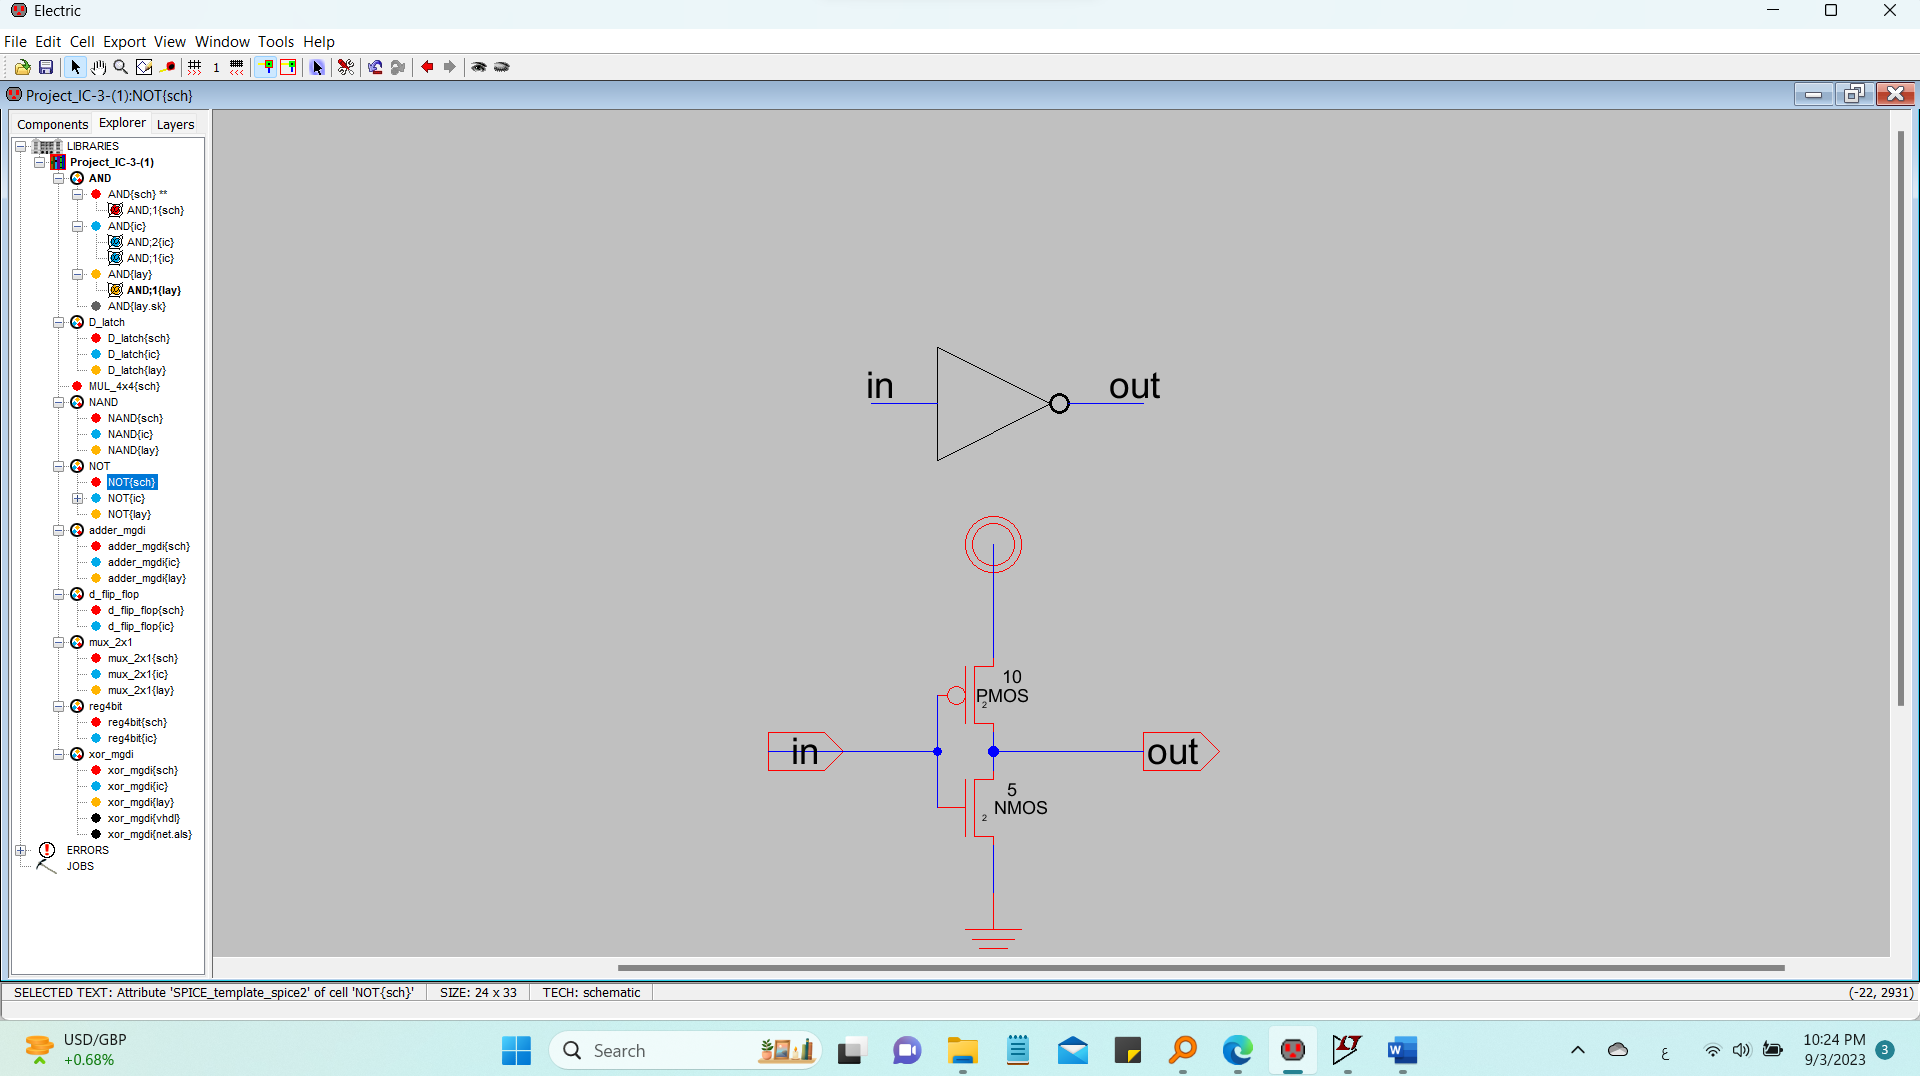 Electric
File Edit Cell Export View Window Tools Help
1
Project_IC-3-(1):NOT{sch}
Components Explorer Layers
LIBRARIES
Project_IC-3-(1)
AND
AND{sch} **
AND;1{sch}
AND{ic}
AND;2{ic}
AND;1{ic}
AND{lay}
AND;1{lay}
AND{lay.sk}
D_latch
D_latch{sch}
D_latch{ic}
D_latch{lay}
MUL_4x4{sch}
NAND
NAND{sch}
NAND{ic}
NAND{lay}
NOT
NOT{sch}
NOT{ic}
NOT{lay}
adder_mgdi
adder_mgdi{sch}
adder_mgdi{ic}
adder_mgdi{lay}
d_flip_flop
d_flip_flop{sch}
d_flip_flop{ic}
mux_2x1
mux_2x1{sch}
mux_2x1{ic}
mux_2x1{lay}
reg4bit
reg4bit{sch}
reg4bit{ic}
xor_mgdi
xor_mgdi{sch}
xor_mgdi{ic}
xor_mgdi{lay}
xor_mgdi{vhdl}
xor_mgdi{net.als}
ERRORS
JOBS
in out
10
PMOS
2
in out
5
NMOS
2
SELECTED TEXT: Attribute 'SPICE_template_spice2' of cell 'NOT{sch}' SIZE: 24 x 33 TECH: schematic (-22, 2931)
USD/GBP
+0.68%
Search
LT
W
ع
10:24 PM
9/3/2023
3